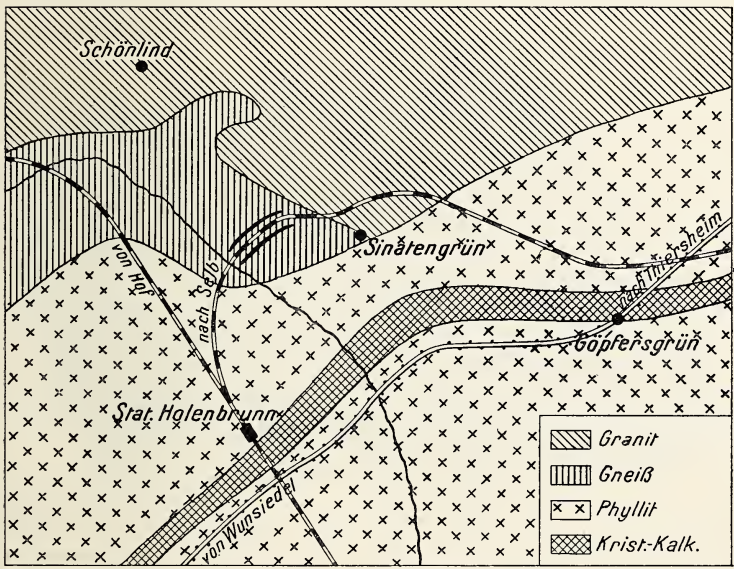 Schönlind
Sinatengrün
von Hof
nach Selb
nach Thiersheim
Göpfersgrün
Stat. Holenbrunn
von Wunsiedel
Granit
Gneiß
Phyllit
Krist.-Kalk.